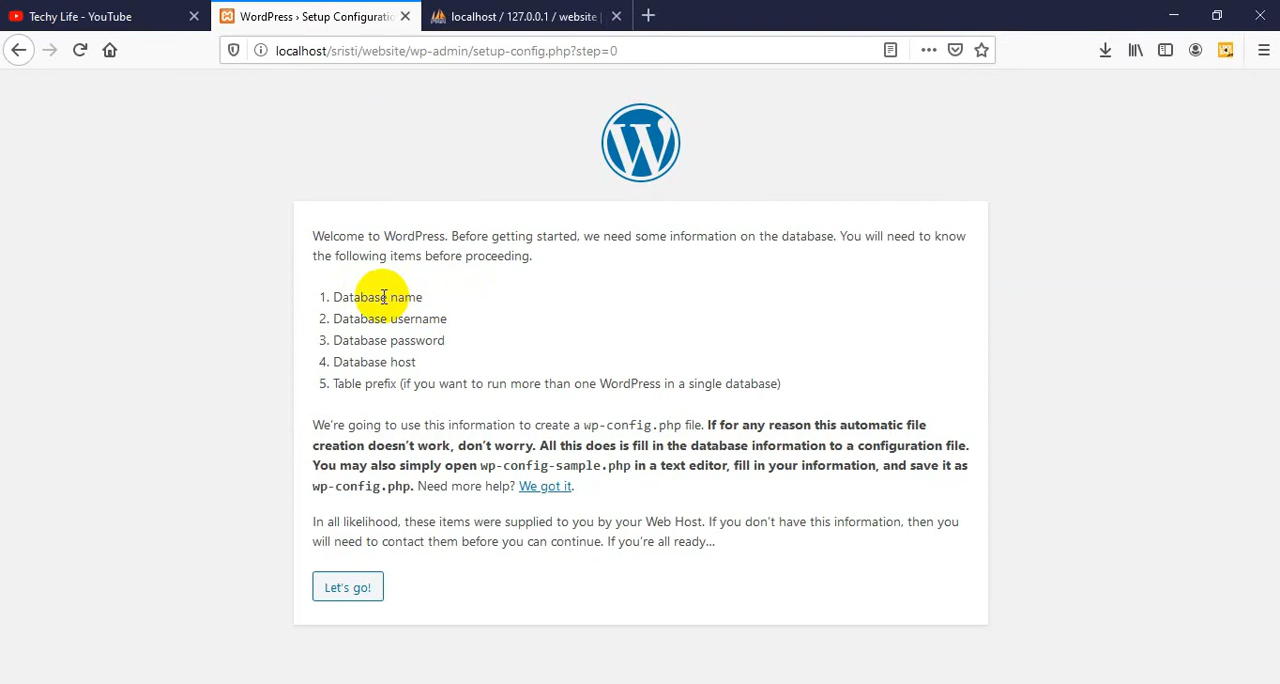 Techy Life - YouTube
WordPress › Setup Configuratio
localhost / 127.0.0.1 / website |
localhost/sristi/website/wp-admin/setup-config.php?step=0
Welcome to WordPress. Before getting started, we need some information on the database. You will need to know
the following items before proceeding.
1. Database name
2. Database username
3. Database password
4. Database host
5. Table prefix (if you want to run more than one WordPress in a single database)
We're going to use this information to create a wp-config.php file. If for any reason this automatic file
creation doesn't work, don't worry. All this does is fill in the database information to a configuration file.
You may also simply open wp-config-sample.php in a text editor, fill in your information, and save it as
wp-config.php. Need more help? We got it.
In all likelihood, these items were supplied to you by your Web Host. If you don't have this information, then you
will need to contact them before you can continue. If you're all ready…
Let's go!